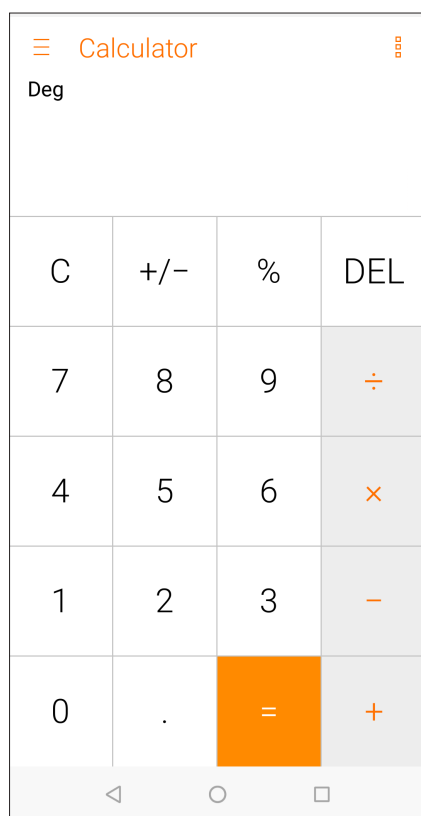 Calculator
Deg
C +/− % DEL
7 8 9 ÷
4 5 6 ×
1 2 3 −
0 . = +